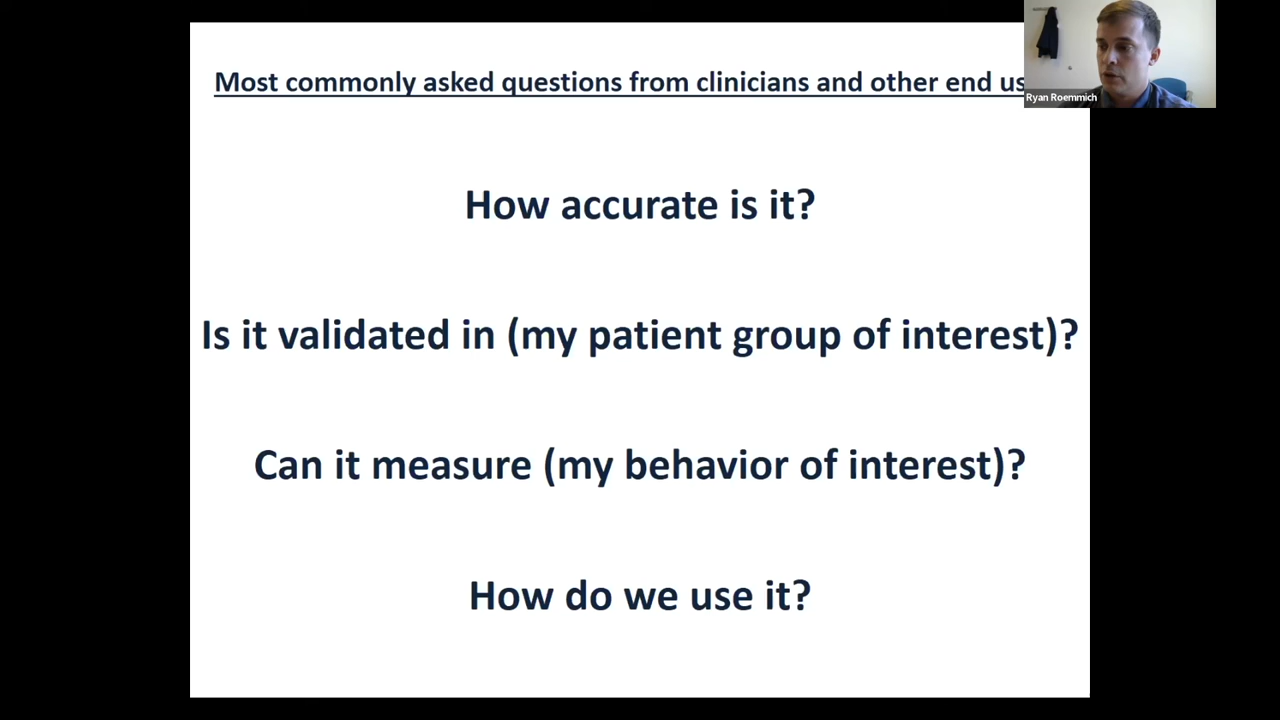 Most commonly asked questions from clinicians and other end
Ryan Roemmich
How accurate is it?
Is it validated in (my patient group of interest)?
Can it measure (my behavior of interest)?
How do we use it?